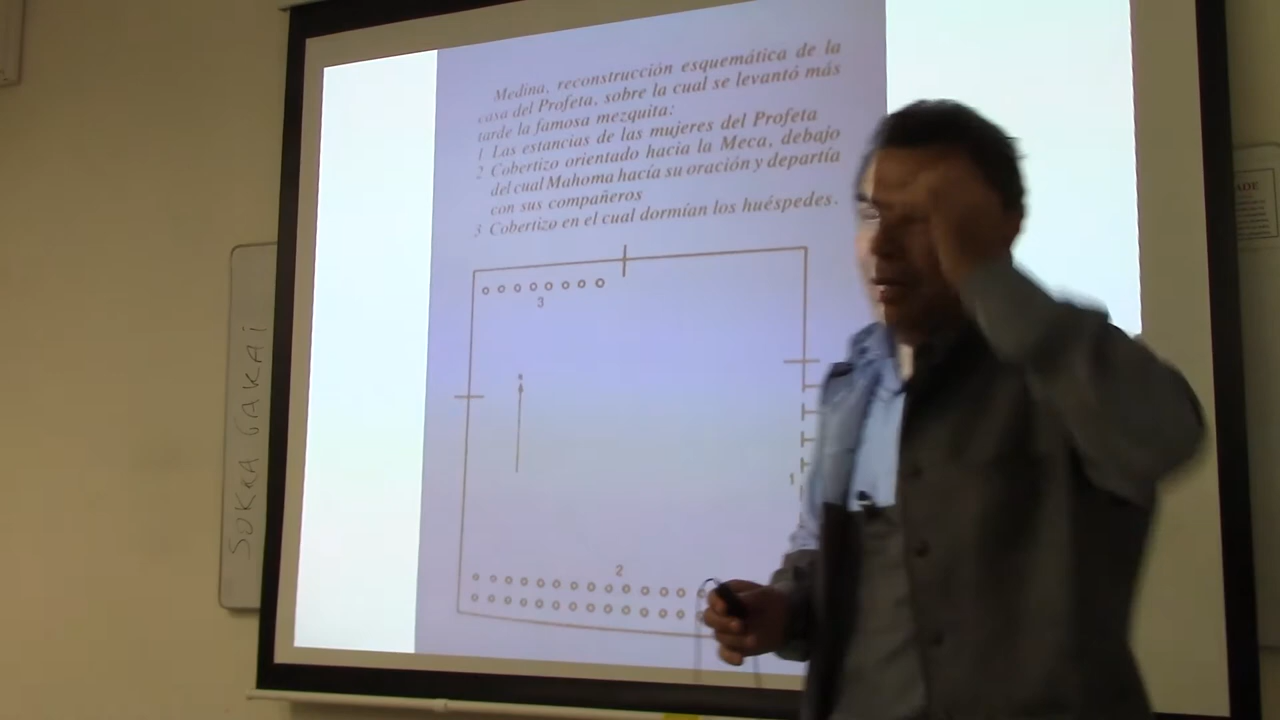 Medina, reconstrucción esquemática de la
casa del Profeta, sobre la cual se levantó más
tarde la famosa mezquita:
1 Las estancias de las mujeres del Profeta
2 Cobertizo orientado hacia la Meca, debajo
del cual Mahoma hacía su oración y departía
con sus compañeros
3 Cobertizo en el cual dormían los huéspedes.
3
1
2
SOKKA GAKAI
ADE